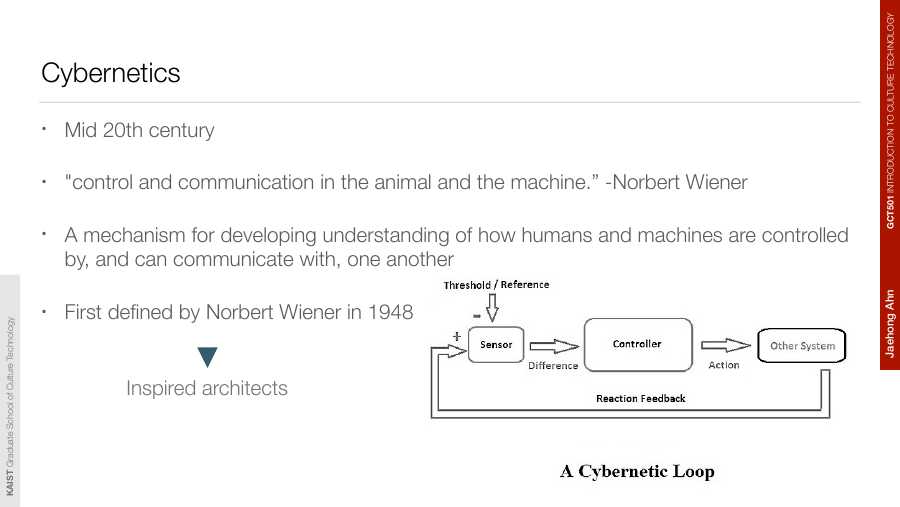 Cybernetics
• Mid 20th century
• "control and communication in the animal and the machine.” -Norbert Wiener
• A mechanism for developing understanding of how humans and machines are controlled
by, and can communicate with, one another
• First defined by Norbert Wiener in 1948
Inspired architects
Threshold / Reference
-
+
Sensor
Difference
Controller
Action
Other System
Reaction Feedback
A Cybernetic Loop
KAIST Graduate School of Culture Technology
GCT501 INTRODUCTION TO CULTURE TECHNOLOGY
Jaehong Ahn